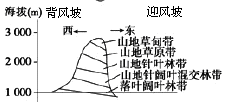 海拔(m) 背风坡 迎风坡
西← →东
3 000
2 000
1 000
山地草甸带
山地草原带
山地针叶林带
山地针阔叶混交林带
落叶阔叶林带